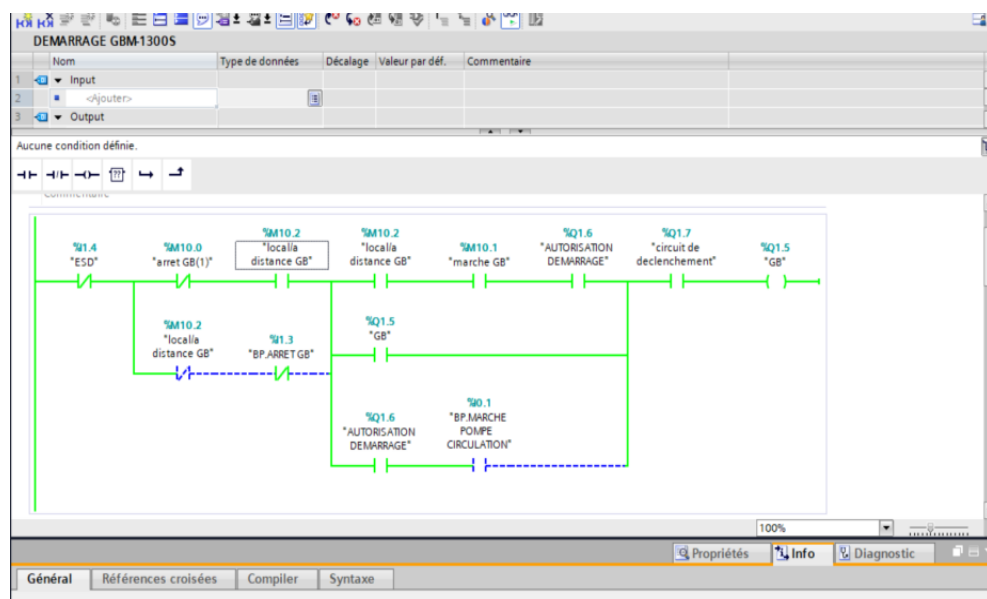 DEMARRAGE GBM-1300S
Nom Type de données Décalage Valeur par déf. Commentaire
1 Input
2 <Ajouter>
3 Output
Aucune condition définie.
Commentaire
%I1.4
"ESD"
%M10.0
"arret GB(1)"
%M10.2
"local/a
distance GB"
%M10.2
"local/a
distance GB"
%M10.1
"marche GB"
%Q1.6
"AUTORISATION
DEMARRAGE"
%Q1.7
"circuit de
declenchement"
%Q1.5
"GB"
%M10.2
"local/a
distance GB"
%I1.3
"BP.ARRET GB"
%Q1.5
"GB"
%Q1.6
"AUTORISATION
DEMARRAGE"
%I0.1
"BP.MARCHE
POMPE
CIRCULATION"
100%
Propriétés Info Diagnostic
Général Références croisées Compiler Syntaxe